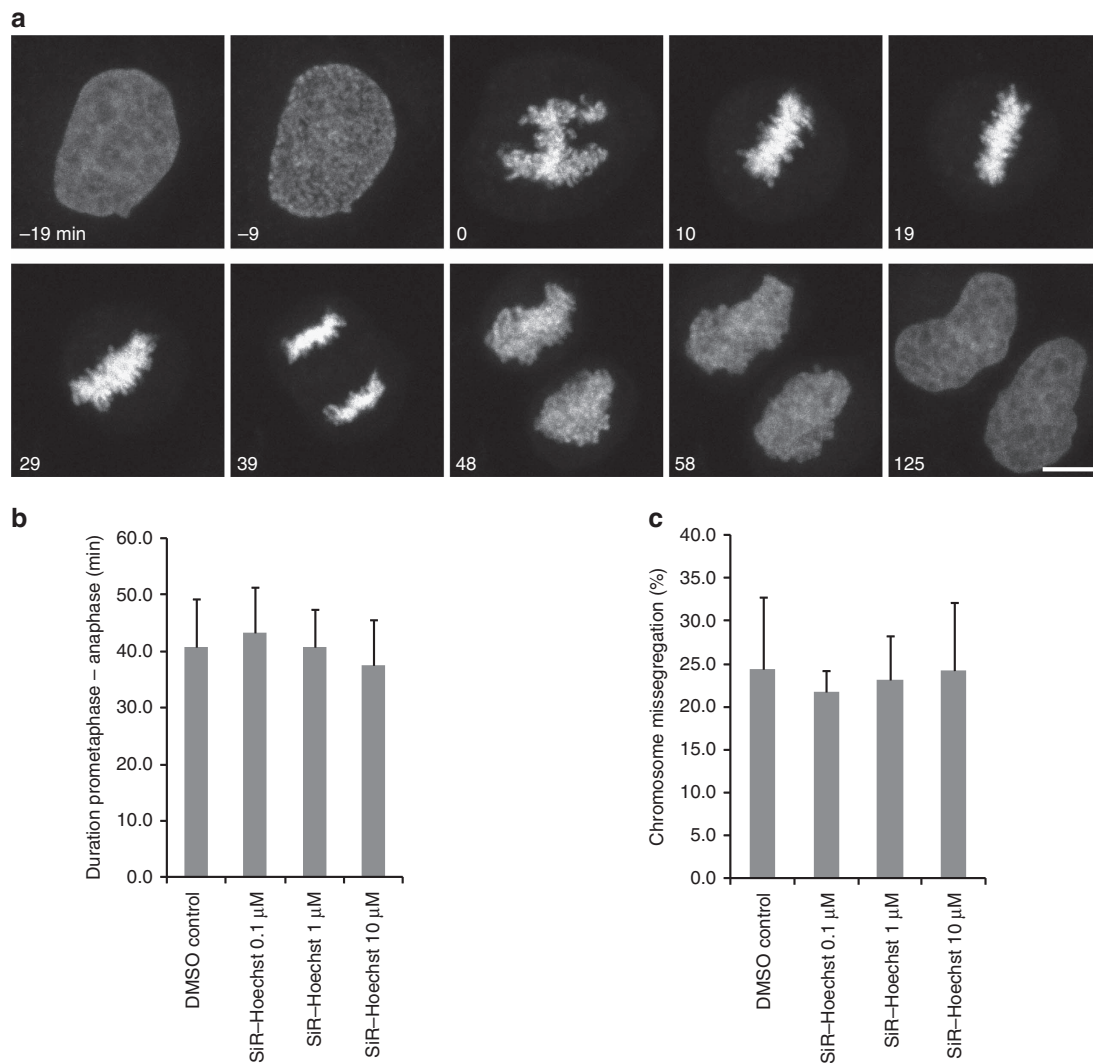 a
–19 min
–9
0
10
19
29
39
48
58
125
b
Duration prometaphase – anaphase (min)
60.0
50.0
40.0
30.0
20.0
10.0
0.0
DMSO control
SiR–Hoechst 0.1 μM
SiR–Hoechst 1 μM
SiR–Hoechst 10 μM
c
Chromosome missegregation (%)
40.0
35.0
30.0
25.0
20.0
15.0
10.0
5.0
0.0
DMSO control
SiR–Hoechst 0.1 μM
SiR–Hoechst 1 μM
SiR–Hoechst 10 μM